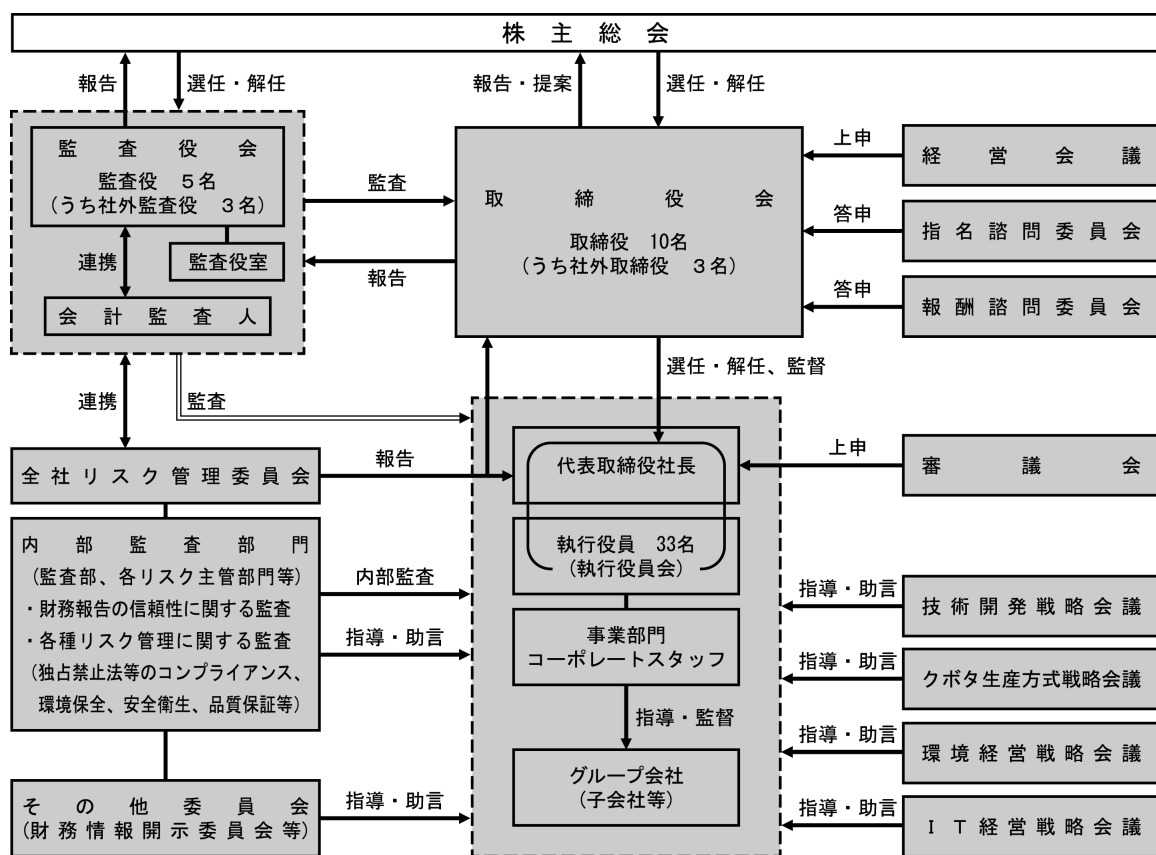 株主総会
報告
選任・解任
報告・提案
選任・解任
監査役会
監査役 5名
(うち社外監査役 3名)
監査役室
連携
会計監査人
監査
報告
取締役会
取締役 10名
(うち社外取締役 3名)
上申
経営会議
答申
指名諮問委員会
答申
報酬諮問委員会
連携
監査
選任・解任、監督
全社リスク管理委員会
報告
代表取締役社長
上申
審議会
執行役員 33名
(執行役員会)
内部監査部門
(監査部、各リスク主管部門等)
・財務報告の信頼性に関する監査
・各種リスク管理に関する監査
(独占禁止法等のコンプライアンス、
環境保全、安全衛生、品質保証等)
内部監査
指導・助言
事業部門
コーポレートスタッフ
指導・監督
グループ会社
(子会社等)
その他委員会
(財務情報開示委員会等)
指導・助言
指導・助言
技術開発戦略会議
指導・助言
クボタ生産方式戦略会議
指導・助言
環境経営戦略会議
指導・助言
IT経営戦略会議